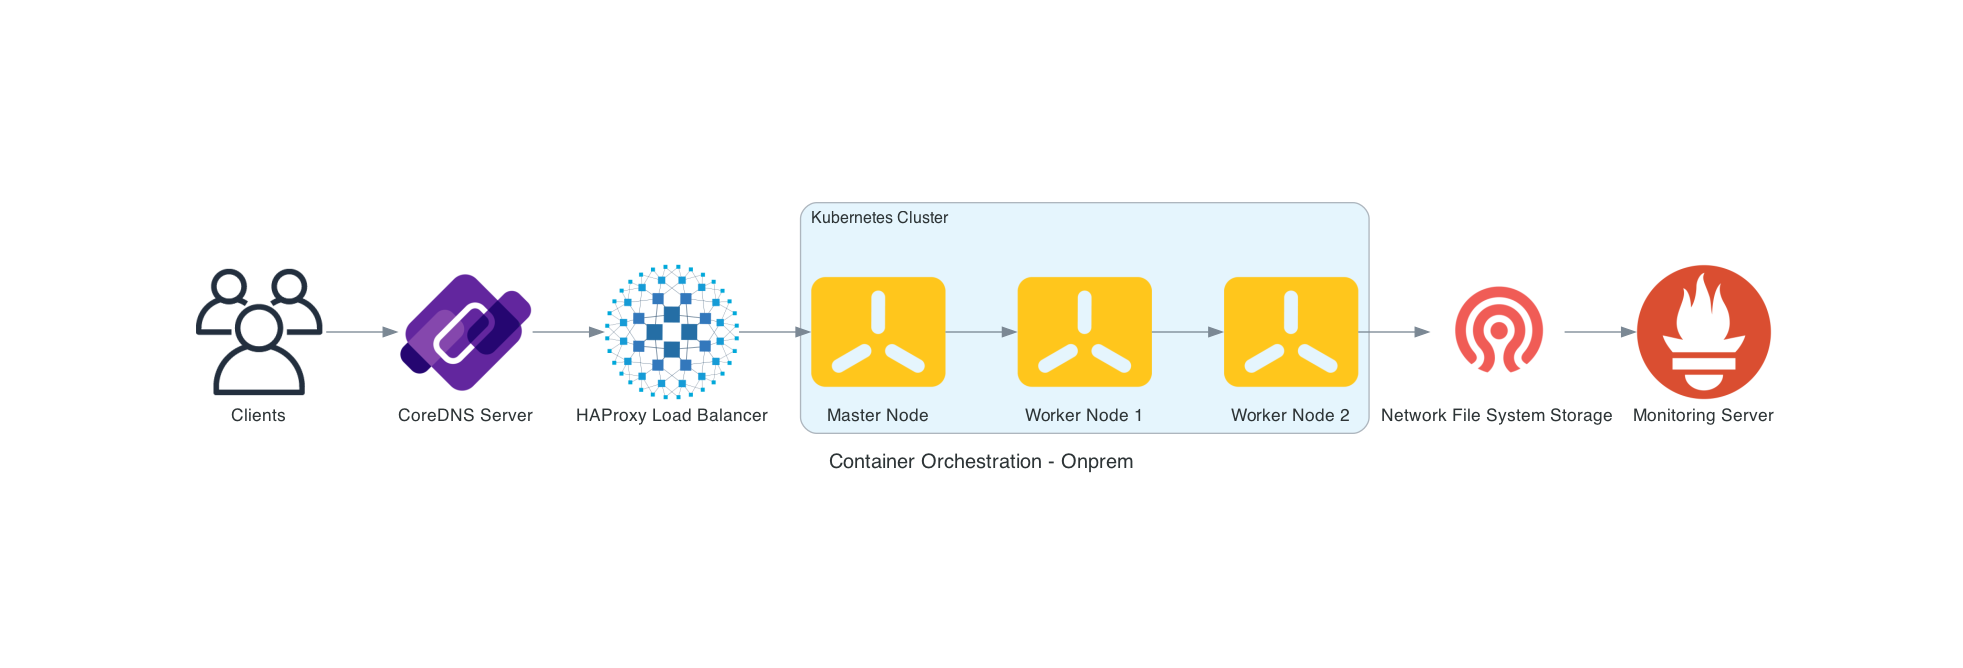 Kubernetes Cluster
Clients
CoreDNS Server
HAProxy Load Balancer
Master Node
Worker Node 1
Worker Node 2
Network File System Storage
Monitoring Server
Container Orchestration - Onprem